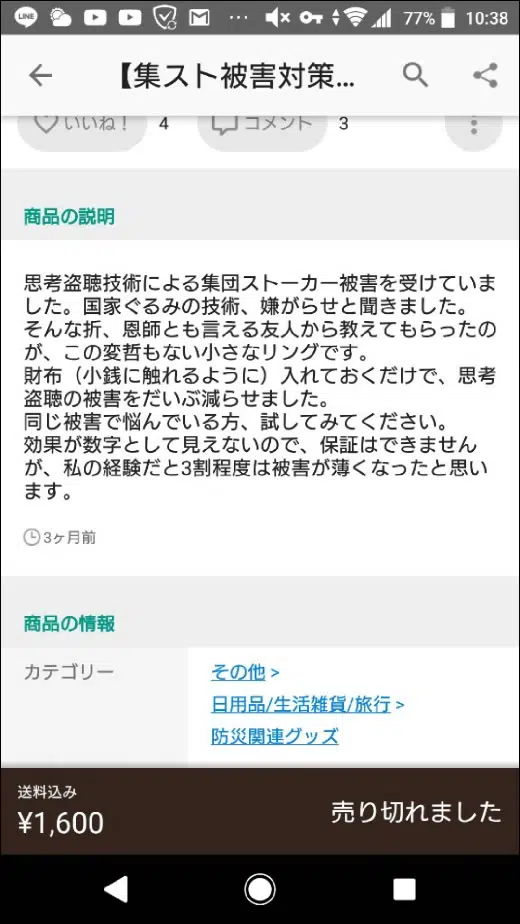 LINE
77% 10:38
【集スト被害対策...
いいね！ 4 コメント 3
商品の説明
思考盗聴技術による集団ストーカー被害を受けていま
した。国家ぐるみの技術、嫌がらせと聞きました。
そんな折、恩師とも言える友人から教えてもらったの
が、この変哲もない小さなリングです。
財布（小銭に触れるように）入れておくだけで、思考
盗聴の被害をだいぶ減らせました。
同じ被害で悩んでいる方、試してみてください。
効果が数字として見えないので、保証はできません
が、私の経験だと3割程度は被害が薄くなったと思い
ます。
3ヶ月前
商品の情報
カテゴリー
その他 >
日用品/生活雑貨/旅行 >
防災関連グッズ
送料込み
¥1,600
売り切れました